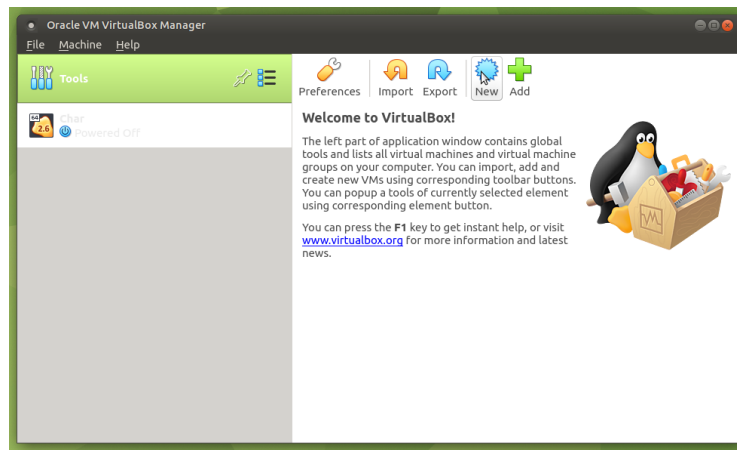 Oracle VM VirtualBox Manager
File Machine Help
Tools
Preferences Import Export New Add
64
2.6
Char
Powered Off
Welcome to VirtualBox!
The left part of application window contains global
tools and lists all virtual machines and virtual machine
groups on your computer. You can import, add and
create new VMs using corresponding toolbar buttons.
You can popup a tools of currently selected element
using corresponding element button.
You can press the F1 key to get instant help, or visit
www.virtualbox.org for more information and latest
news.